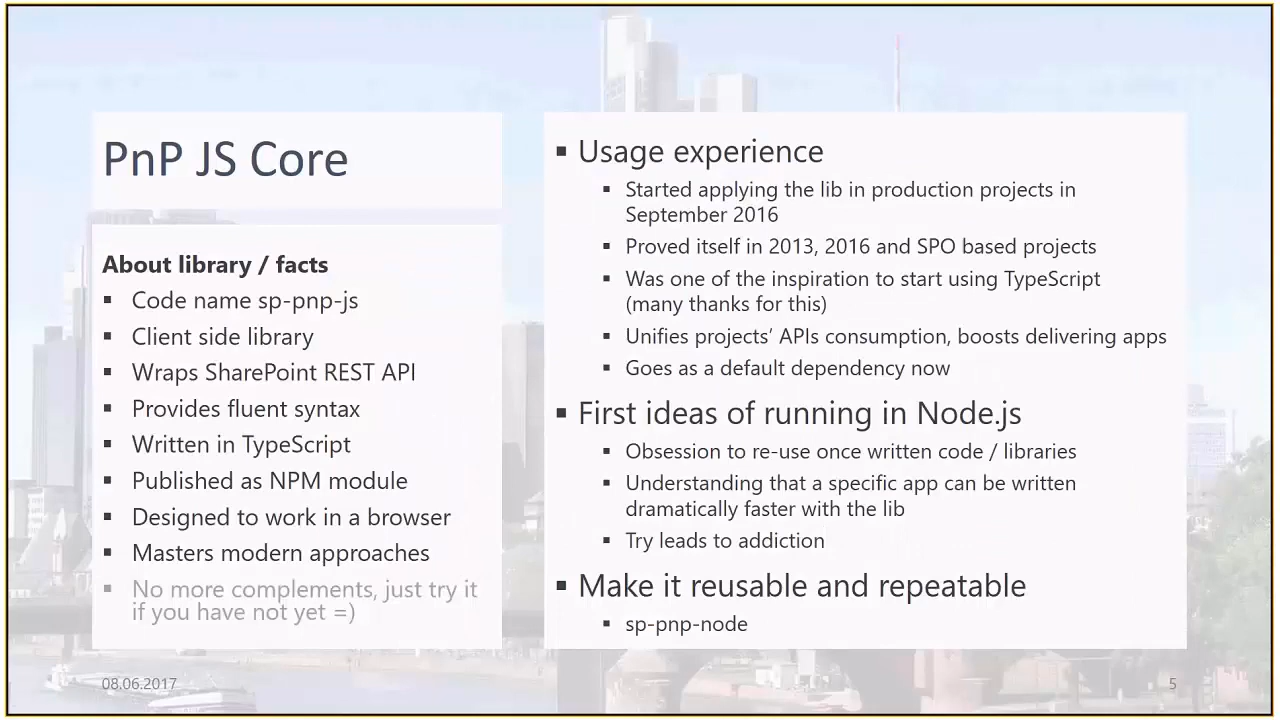 PnP JS Core
About library / facts
▪ Code name sp-pnp-js
▪ Client side library
▪ Wraps SharePoint REST API
▪ Provides fluent syntax
▪ Written in TypeScript
▪ Published as NPM module
▪ Designed to work in a browser
▪ Masters modern approaches
▪ No more complements, just try it
if you have not yet =)
▪ Usage experience
▪ Started applying the lib in production projects in
September 2016
▪ Proved itself in 2013, 2016 and SPO based projects
▪ Was one of the inspiration to start using TypeScript
(many thanks for this)
▪ Unifies projects’ APIs consumption, boosts delivering apps
▪ Goes as a default dependency now
▪ First ideas of running in Node.js
▪ Obsession to re-use once written code / libraries
▪ Understanding that a specific app can be written
dramatically faster with the lib
▪ Try leads to addiction
▪ Make it reusable and repeatable
▪ sp-pnp-node
08.06.2017
5